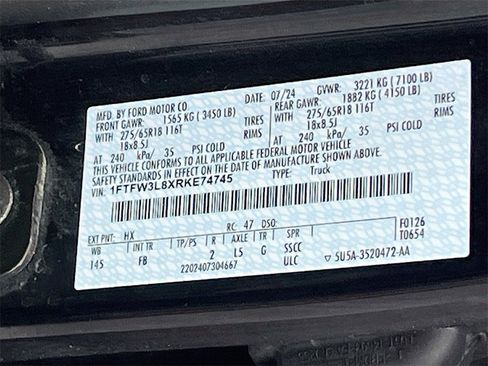 MFD. BY FORD MOTOR CO
DATE: 07/24 GVWR: 3221 KG ( 7100 LB)
FRONT GAWR: 1565 KG ( 3450 LB) REAR GAWR: 1882 KG ( 4150 LB)
WITH 275/65R18 116T TIRES WITH 275/65R18 116T TIRES
18x8.5J RIMS 18x8.5J RIMS
AT 240 kPa/ 35 PSI COLD AT 240 kPa/ 35 PSI COLD
THIS VEHICLE CONFORMS TO ALL APPLICABLE FEDERAL MOTOR VEHICLE
SAFETY STANDARDS IN EFFECT ON THE DATE OF MANUFACTURE SHOWN ABOVE.
VIN: 1FTFW3L8XRKE74745 TYPE: Truck
EXT PNT: HX RC: 47 DSO: F0126
WB INT TR TP/PS R AXLE TR SPR T0654
145 FB 2 L5 G SSCC
2202407304667 ULC ▽ 5U5A-3520472-AA